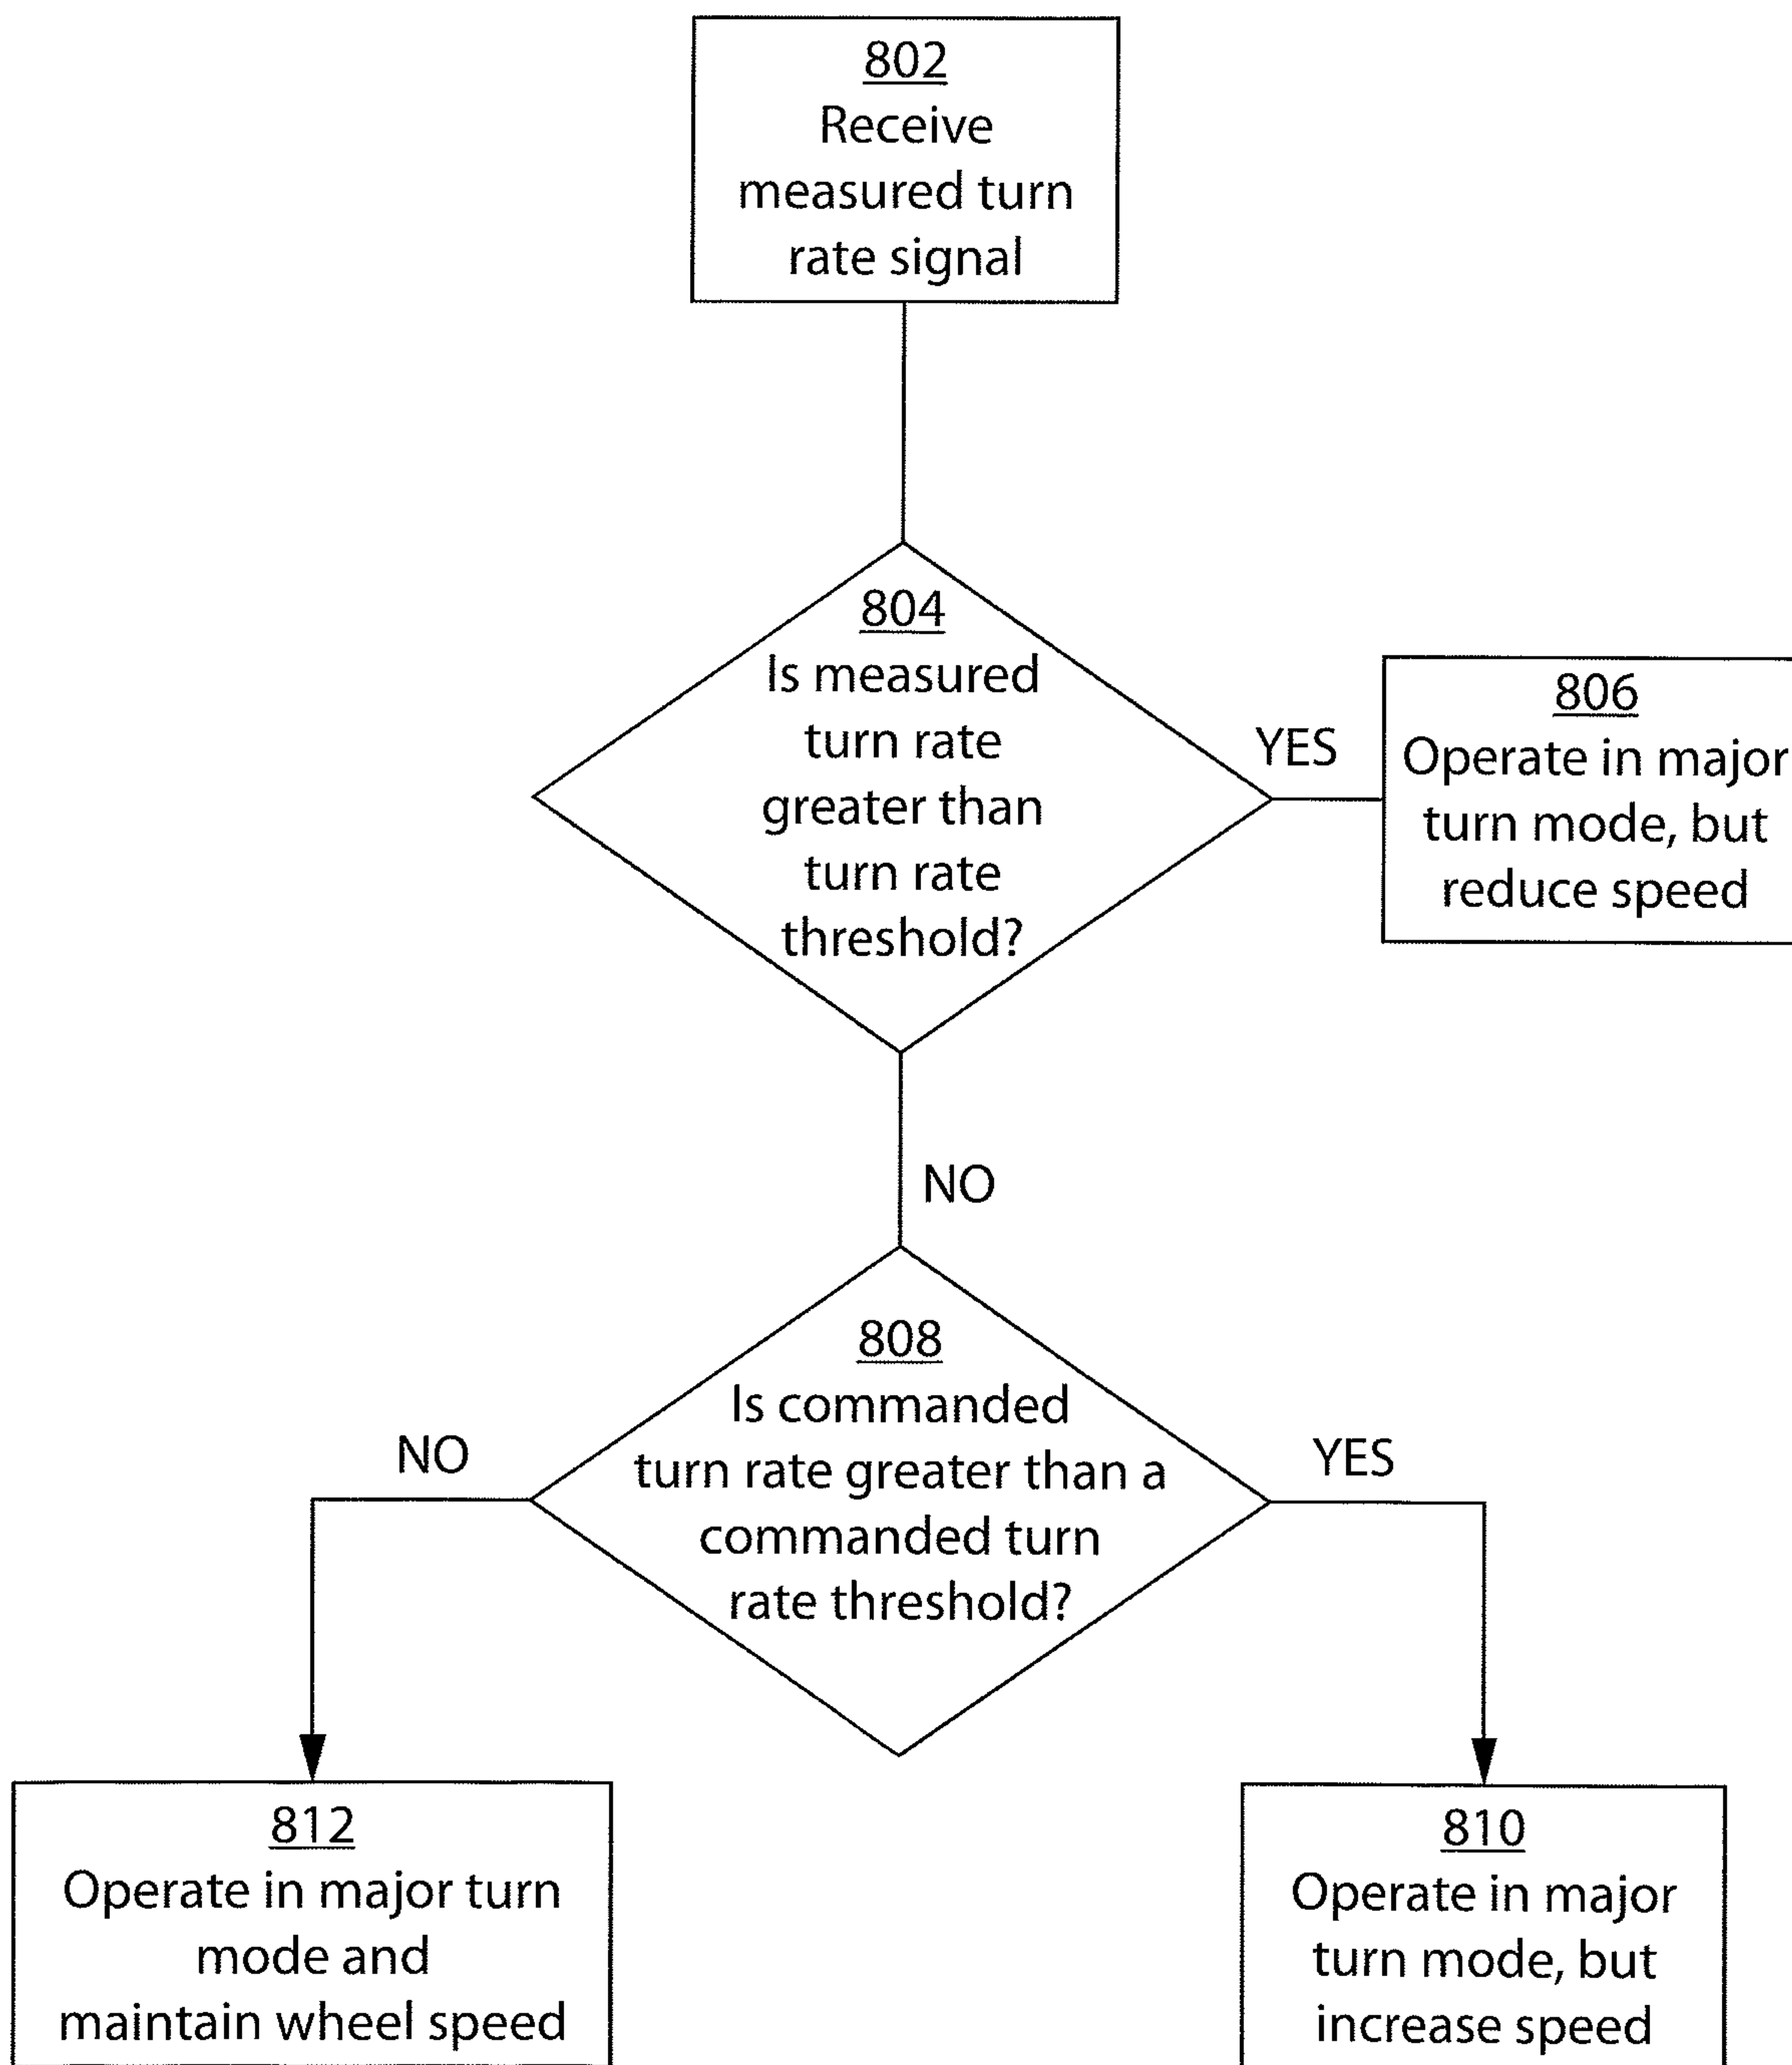 802
Receive
measured turn
rate signal
804
Is measured
turn rate
greater than
turn rate
threshold?
YES
806
Operate in major
turn mode, but
reduce speed
NO
808
Is commanded
turn rate greater than a
commanded turn
rate threshold?
NO
YES
812
Operate in major turn
mode and
maintain wheel speed
810
Operate in major
turn mode, but
increase speed